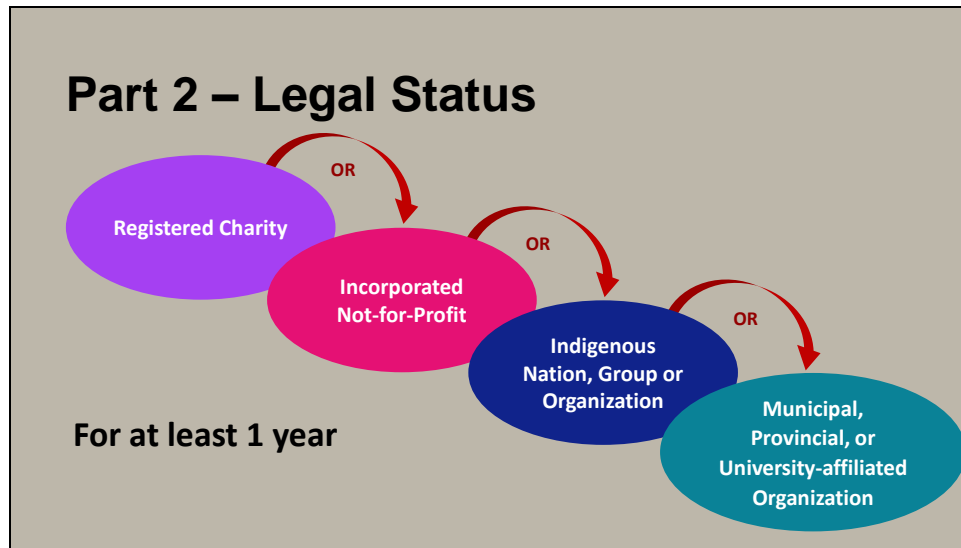 Part 2 – Legal Status
Registered Charity
OR
Incorporated
Not-for-Profit
OR
Indigenous
Nation, Group or
Organization
OR
Municipal,
Provincial, or
University-affiliated
Organization
For at least 1 year